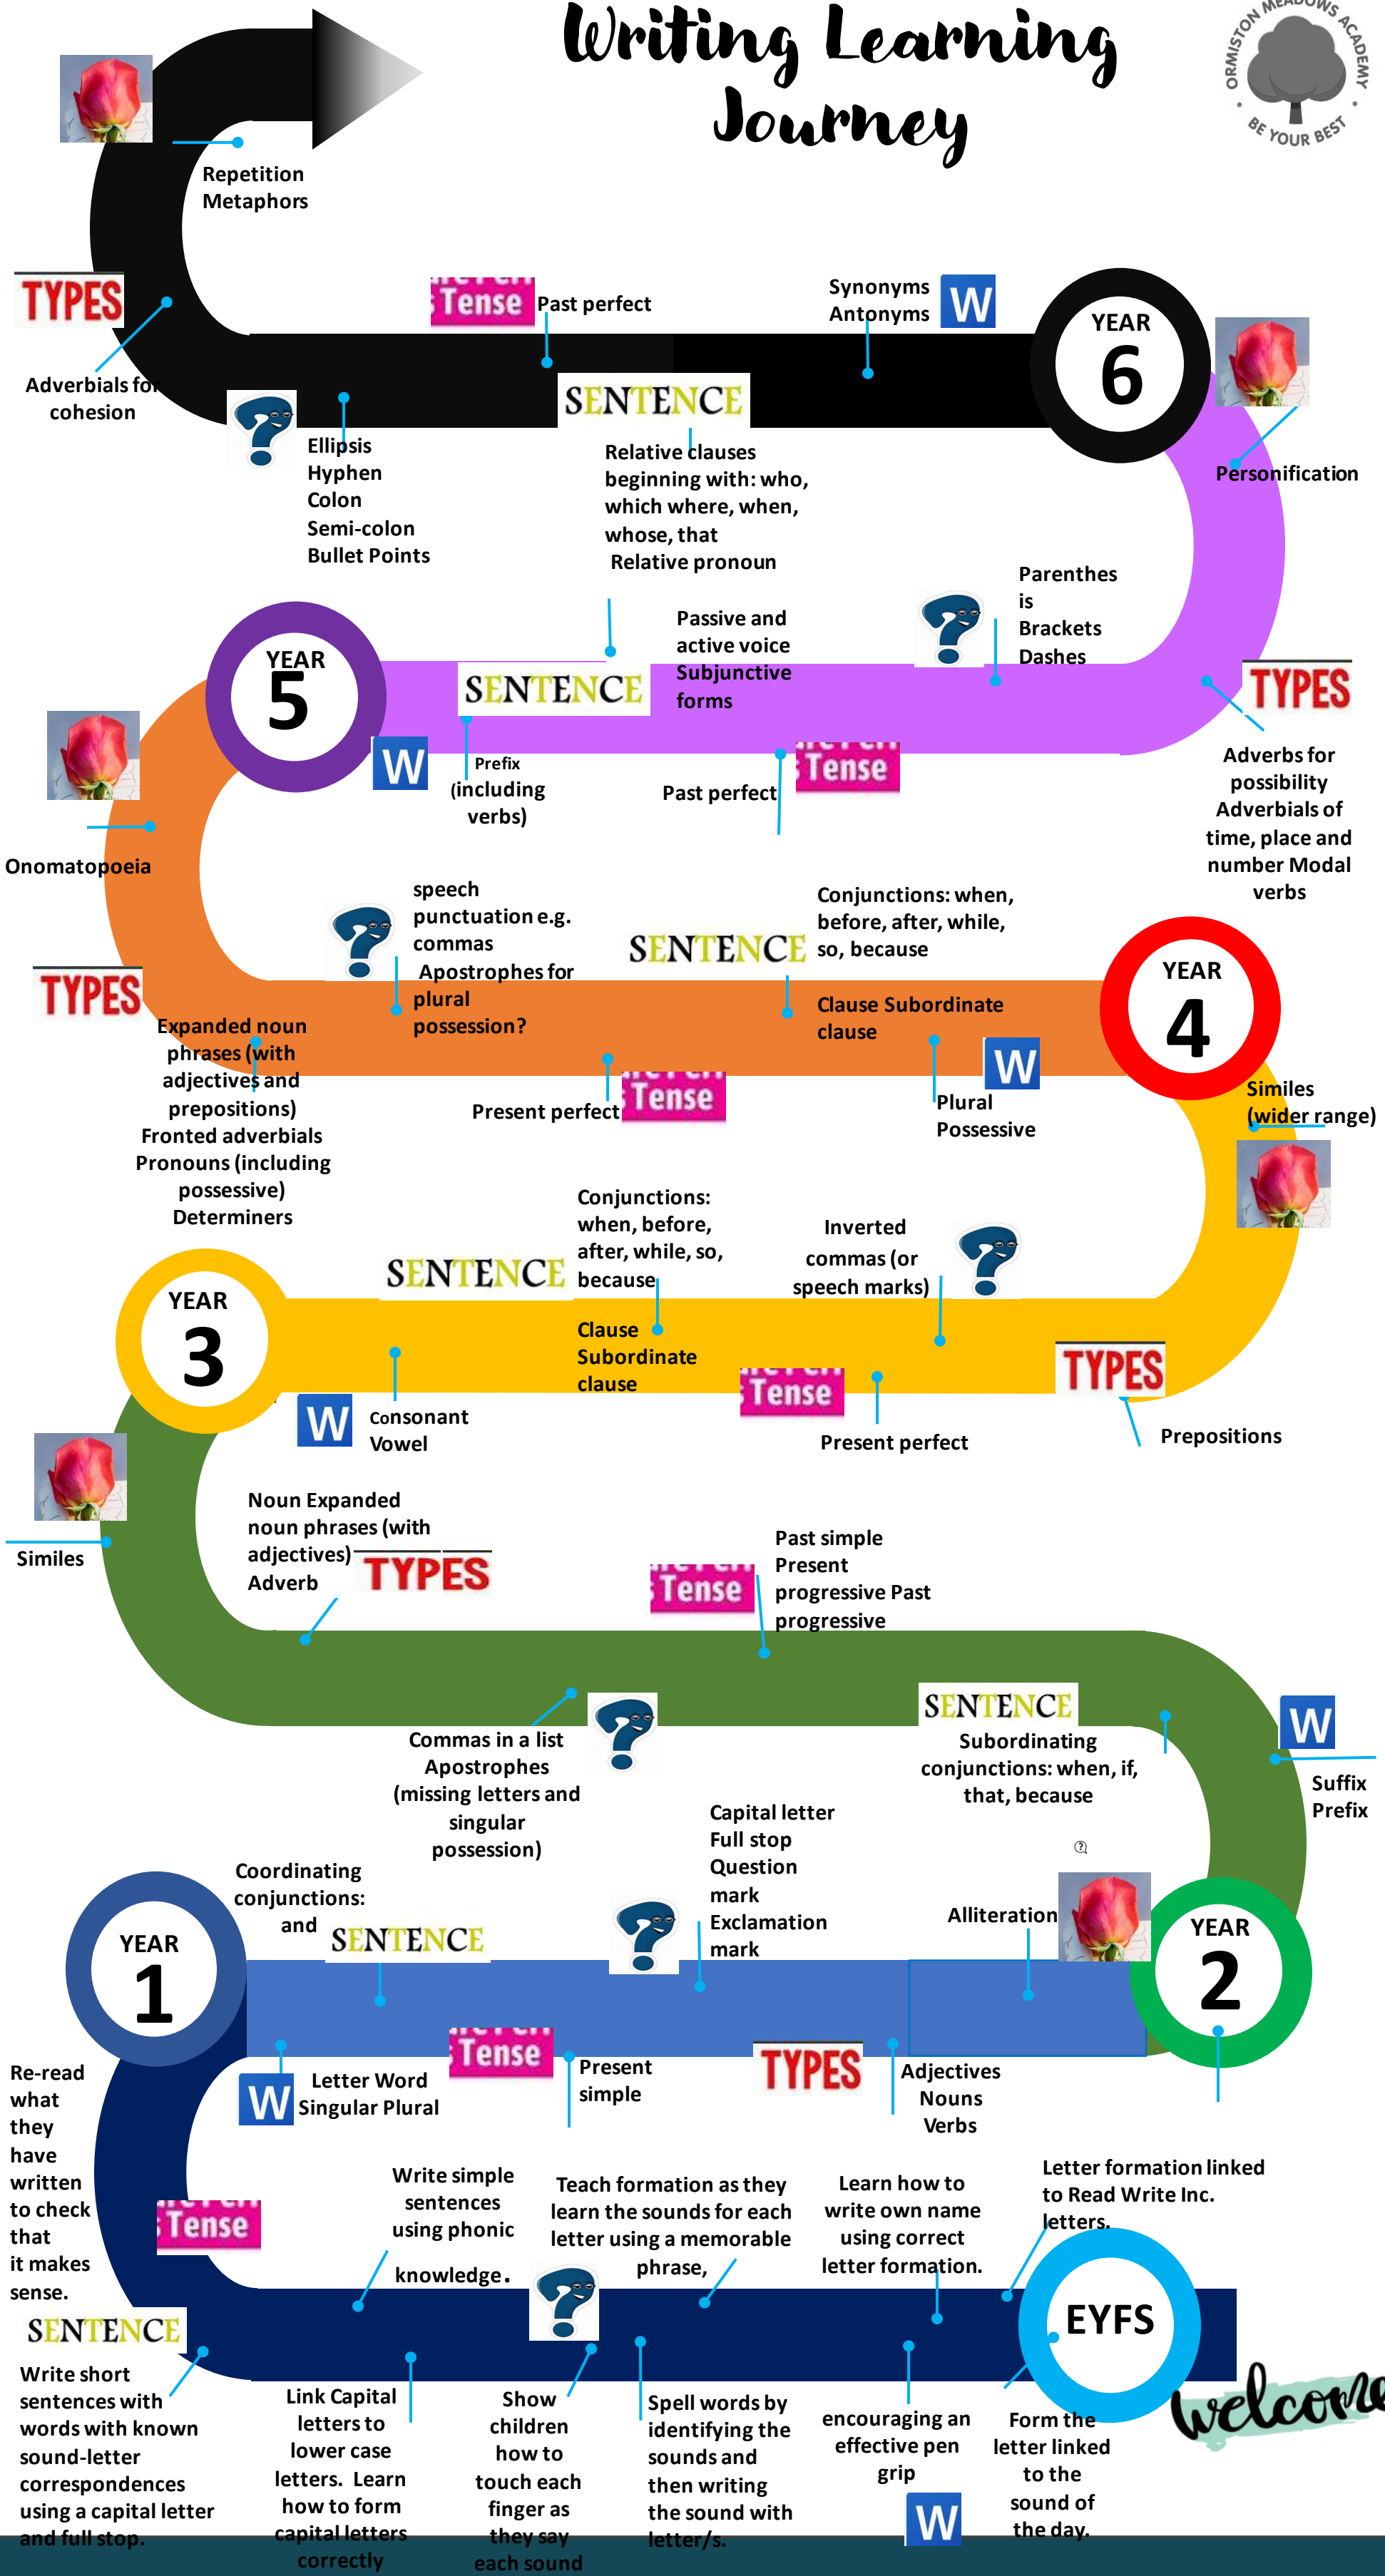 Writing Learning
Journey
ORMISTON MEADOWS ACADEMY
BE YOUR BEST
Repetition
Metaphors
TYPES
Adverbials for
cohesion
Tense
Past perfect
Synonyms
Antonyms
W
YEAR
6
SENTENCE
Ellipsis
Hyphen
Colon
Semi-colon
Bullet Points
Relative clauses
beginning with: who,
which where, when,
whose, that
Relative pronoun
Personification
Parenthes
is
Brackets
Dashes
Passive and
active voice
Subjunctive
forms
YEAR
5
SENTENCE
TYPES
W
Prefix
(including
verbs)
Past perfect
Tense
Adverbs for
possibility
Adverbials of
time, place and
number Modal
verbs
Onomatopoeia
speech
punctuation e.g.
commas
Apostrophes for
plural
possession?
SENTENCE
Conjunctions: when,
before, after, while,
so, because
Clause Subordinate
clause
YEAR
4
TYPES
Expanded noun
phrases (with
adjectives and
prepositions)
Fronted adverbials
Pronouns (including
possessive)
Determiners
Present perfect
Tense
W
Plural
Possessive
Similes
(wider range)
SENTENCE
Conjunctions:
when, before,
after, while, so,
because
Clause
Subordinate
clause
Inverted
commas (or
speech marks)
YEAR
3
W
Consonant
Vowel
Tense
Present perfect
TYPES
Prepositions
Similes
Noun Expanded
noun phrases (with
adjectives)
Adverb
TYPES
Tense
Past simple
Present
progressive Past
progressive
Commas in a list
Apostrophes
(missing letters and
singular
possession)
SENTENCE
Subordinating
conjunctions: when, if,
that, because
W
Suffix
Prefix
YEAR
1
Coordinating
conjunctions:
and
SENTENCE
Capital letter
Full stop
Question
mark
Exclamation
mark
Alliteration
YEAR
2
W
Letter Word
Singular Plural
Tense
Present
simple
TYPES
Adjectives
Nouns
Verbs
Re-read
what
they
have
written
to check
that
it makes
sense.
Tense
Write simple
sentences
using phonic
knowledge.
Teach formation as they
learn the sounds for each
letter using a memorable
phrase,
Learn how to
write own name
using correct
letter formation.
Letter formation linked
to Read Write Inc.
letters.
EYFS
welcome
SENTENCE
Write short
sentences with
words with known
sound-letter
correspondences
using a capital letter
and full stop.
Link Capital
letters to
lower case
letters. Learn
how to form
capital letters
correctly
Show
children
how to
touch each
finger as
they say
each sound
Spell words by
identifying the
sounds and
then writing
the sound with
letter/s.
encouraging an
effective pen
grip
W
Form the
letter linked
to the
sound of
the day.